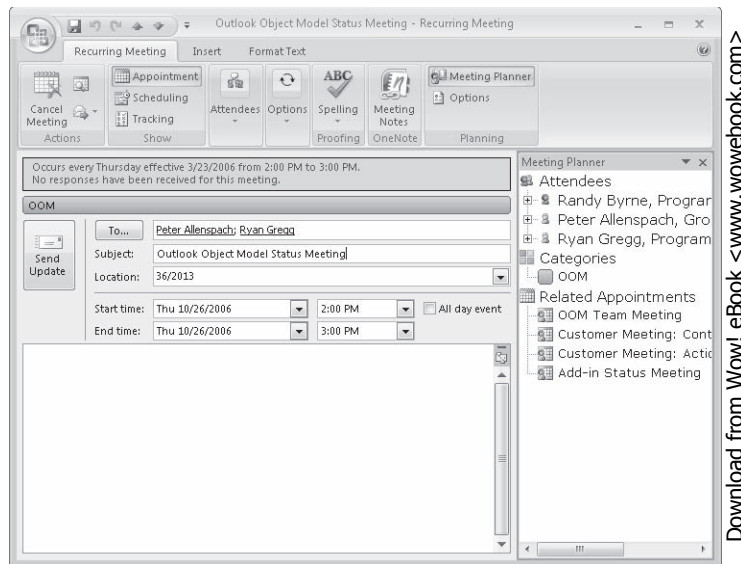 Outlook Object Model Status Meeting - Recurring Meeting
Recurring Meeting Insert Format Text
Cancel Meeting
Actions
Appointment
Scheduling
Tracking
Show
Attendees
Options
ABC
Spelling
Proofing
Meeting Notes
OneNote
Meeting Planner
Options
Planning
Occurs every Thursday effective 3/23/2006 from 2:00 PM to 3:00 PM.
No responses have been received for this meeting.
OOM
Send Update
To... Peter Allenspach; Ryan Gregg
Subject: Outlook Object Model Status Meeting
Location: 36/2013
Start time: Thu 10/26/2006 2:00 PM All day event
End time: Thu 10/26/2006 3:00 PM
Meeting Planner
Attendees
Randy Byrne, Prograr
Peter Allenspach, Gro
Ryan Gregg, Program
Categories
OOM
Related Appointments
OOM Team Meeting
Customer Meeting: Cont
Customer Meeting: Actic
Add-in Status Meeting
Download from Wow! eBook <www.wowebook.com>